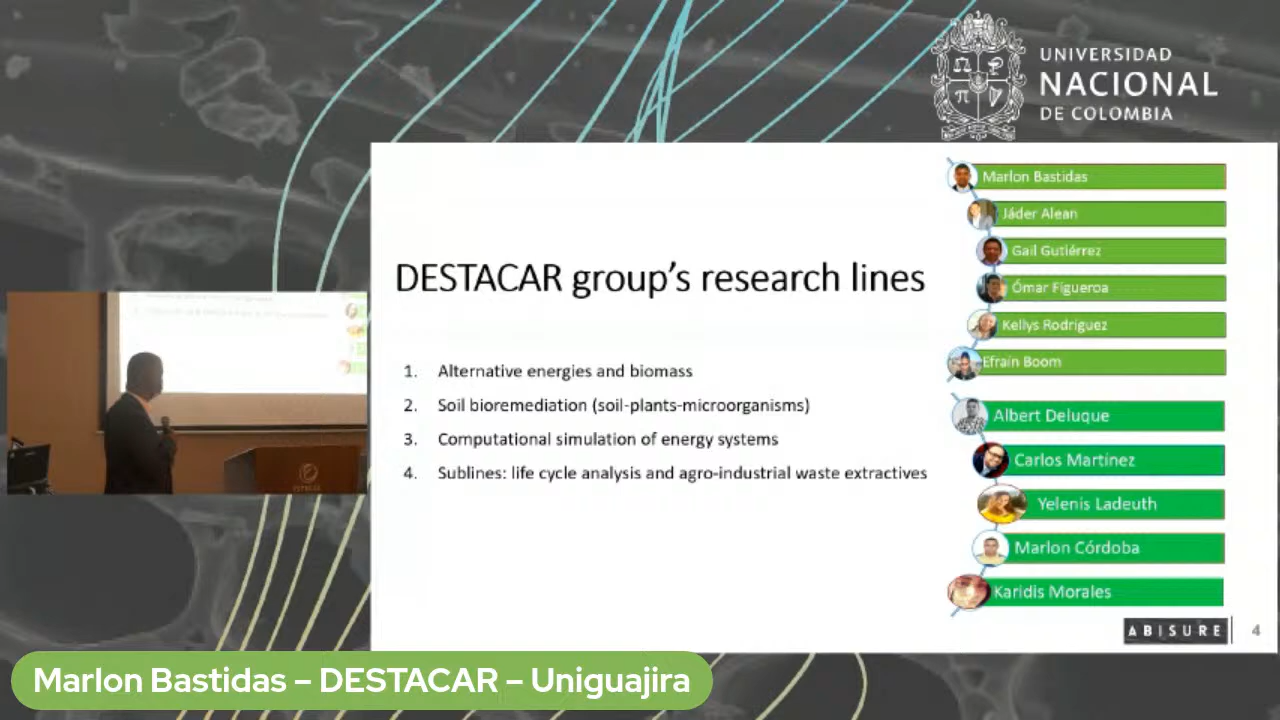 UNIVERSIDAD
NACIONAL
DE COLOMBIA
DESTACAR group's research lines
1. Alternative energies and biomass
2. Soil bioremediation (soil-plants-microorganisms)
3. Computational simulation of energy systems
4. Sublines: life cycle analysis and agro-industrial waste extractives
Marlon Bastidas
Jáder Alean
Gail Gutiérrez
Ómar Figueroa
Kellys Rodríguez
Efraín Boom
Albert Deluque
Carlos Martinez
Yelenis Ladeuth
Marlon Córdoba
Karidis Morales
ABISURE
4
Marlon Bastidas – DESTACAR – Uniguajira